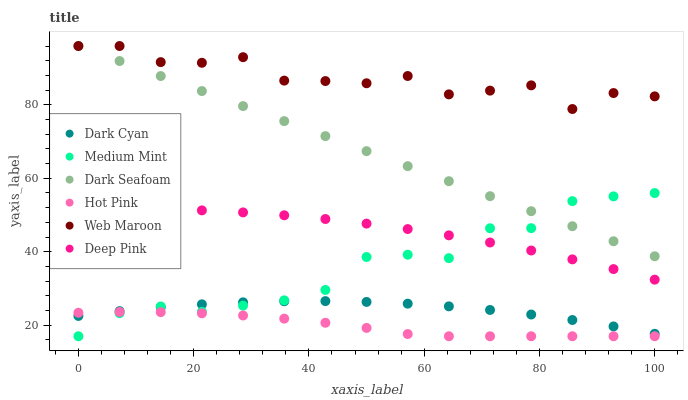 title
yaxis_label
80
60
40
20
Dark Cyan
Medium Mint
Dark Seafoam
Hot Pink
Web Maroon
Deep Pink
0 20 40 60 80 100
xaxis_label